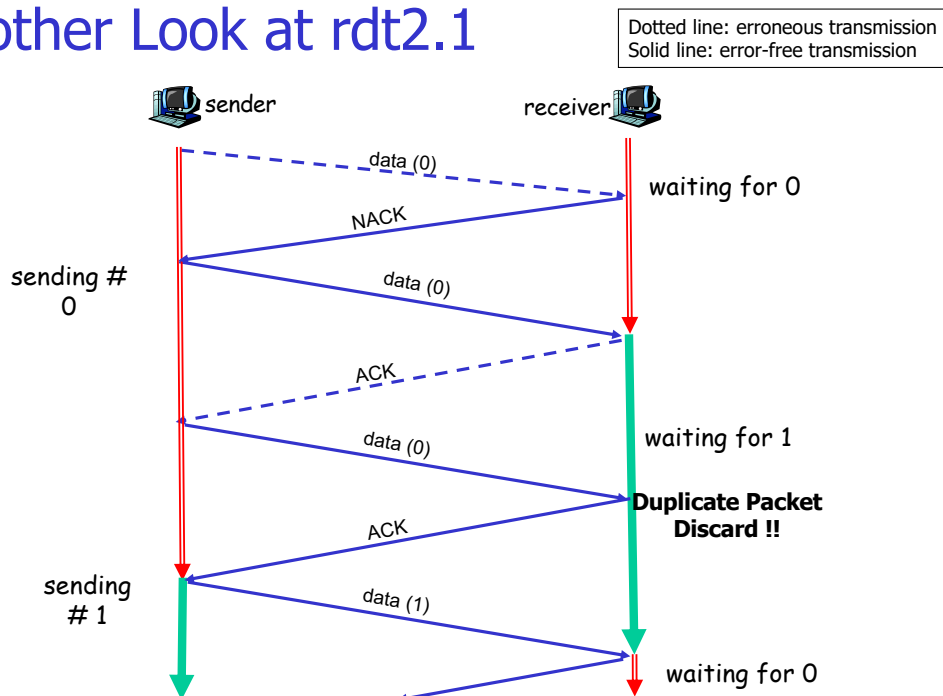 other Look at rdt2.1
Dotted line: erroneous transmission
Solid line: error-free transmission
sender
receiver
data (0)
waiting for 0
NACK
sending #
0
data (0)
ACK
waiting for 1
data (0)
Duplicate Packet
Discard !!
ACK
sending
# 1
data (1)
waiting for 0